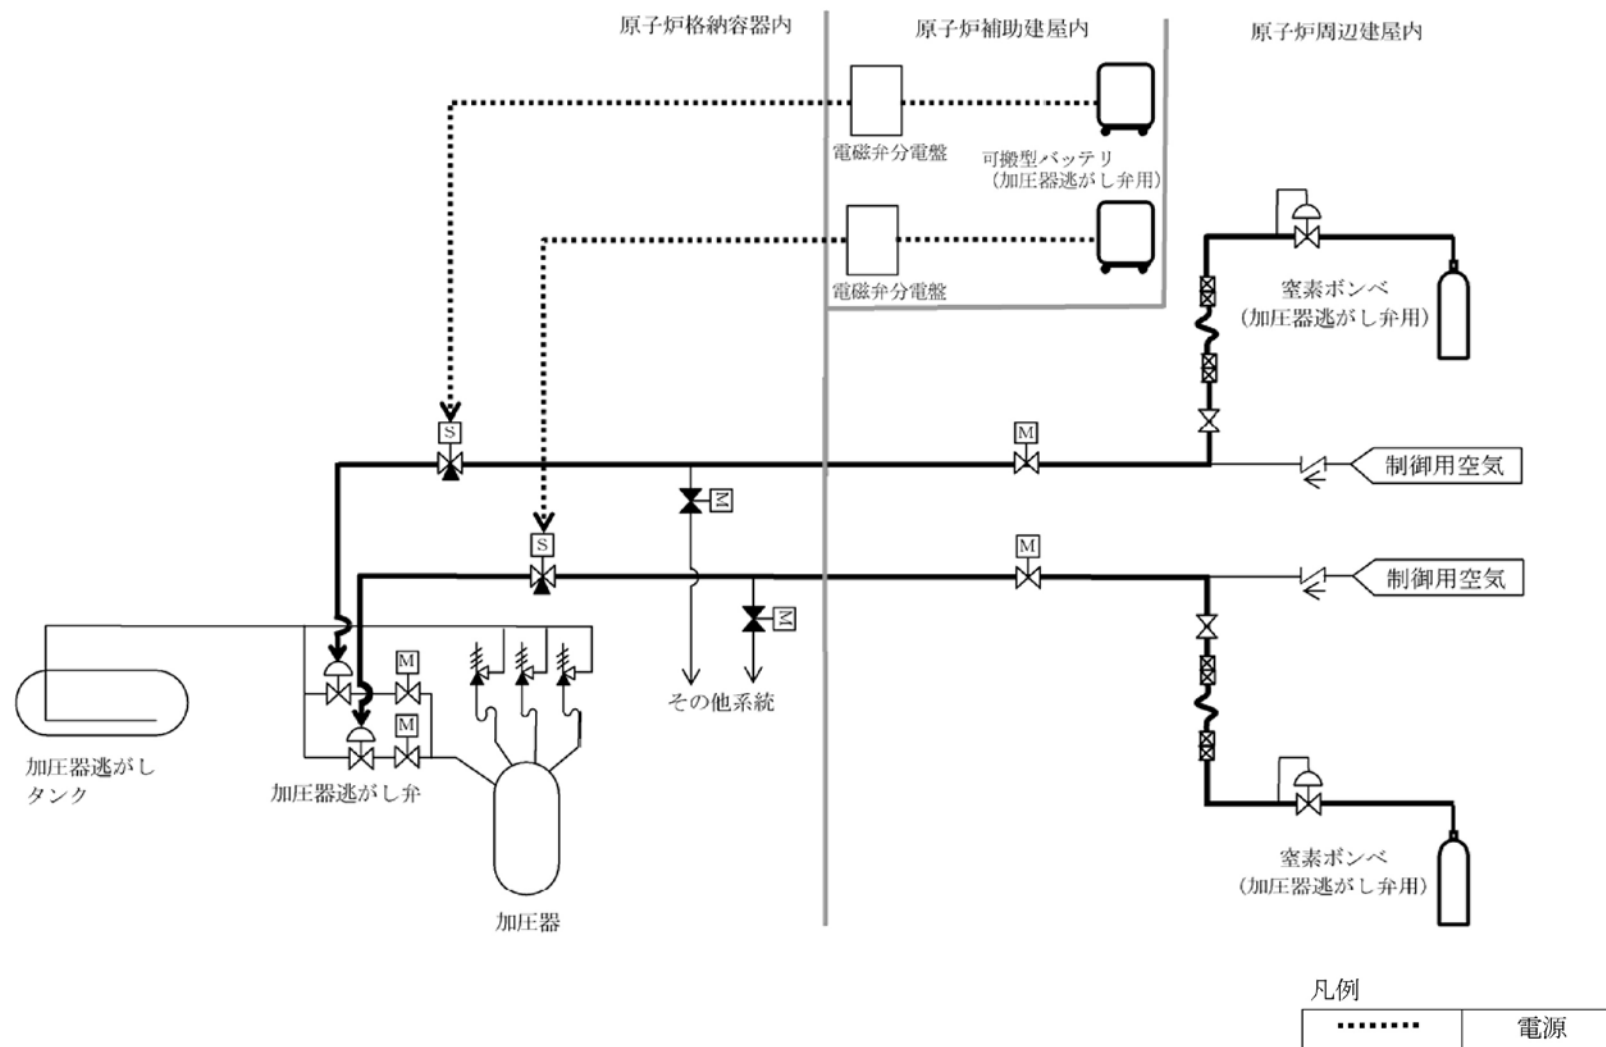 原子炉格納容器内
原子炉補助建屋内
原子炉周辺建屋内
電磁弁分電盤
可搬型バッテリ
(加圧器逃がし弁用)
電磁弁分電盤
窒素ボンベ
(加圧器逃がし弁用)
S
M
制御用空気
M
S
M
制御用空気
M
M
M
その他系統
加圧器逃がし
タンク
加圧器逃がし弁
加圧器
窒素ボンベ
(加圧器逃がし弁用)
凡例
電源